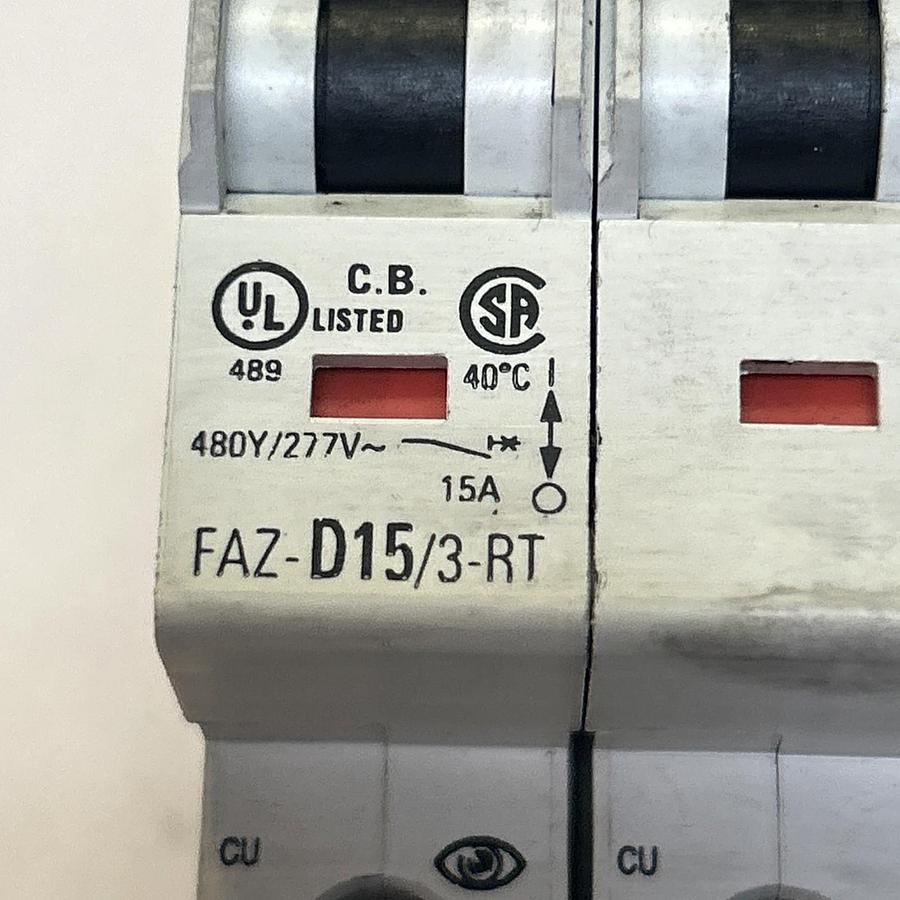 UL C.B. SA
LISTED
489 40°C I
480Y/277V~
15A
FAZ-D15/3-RT
CU CU